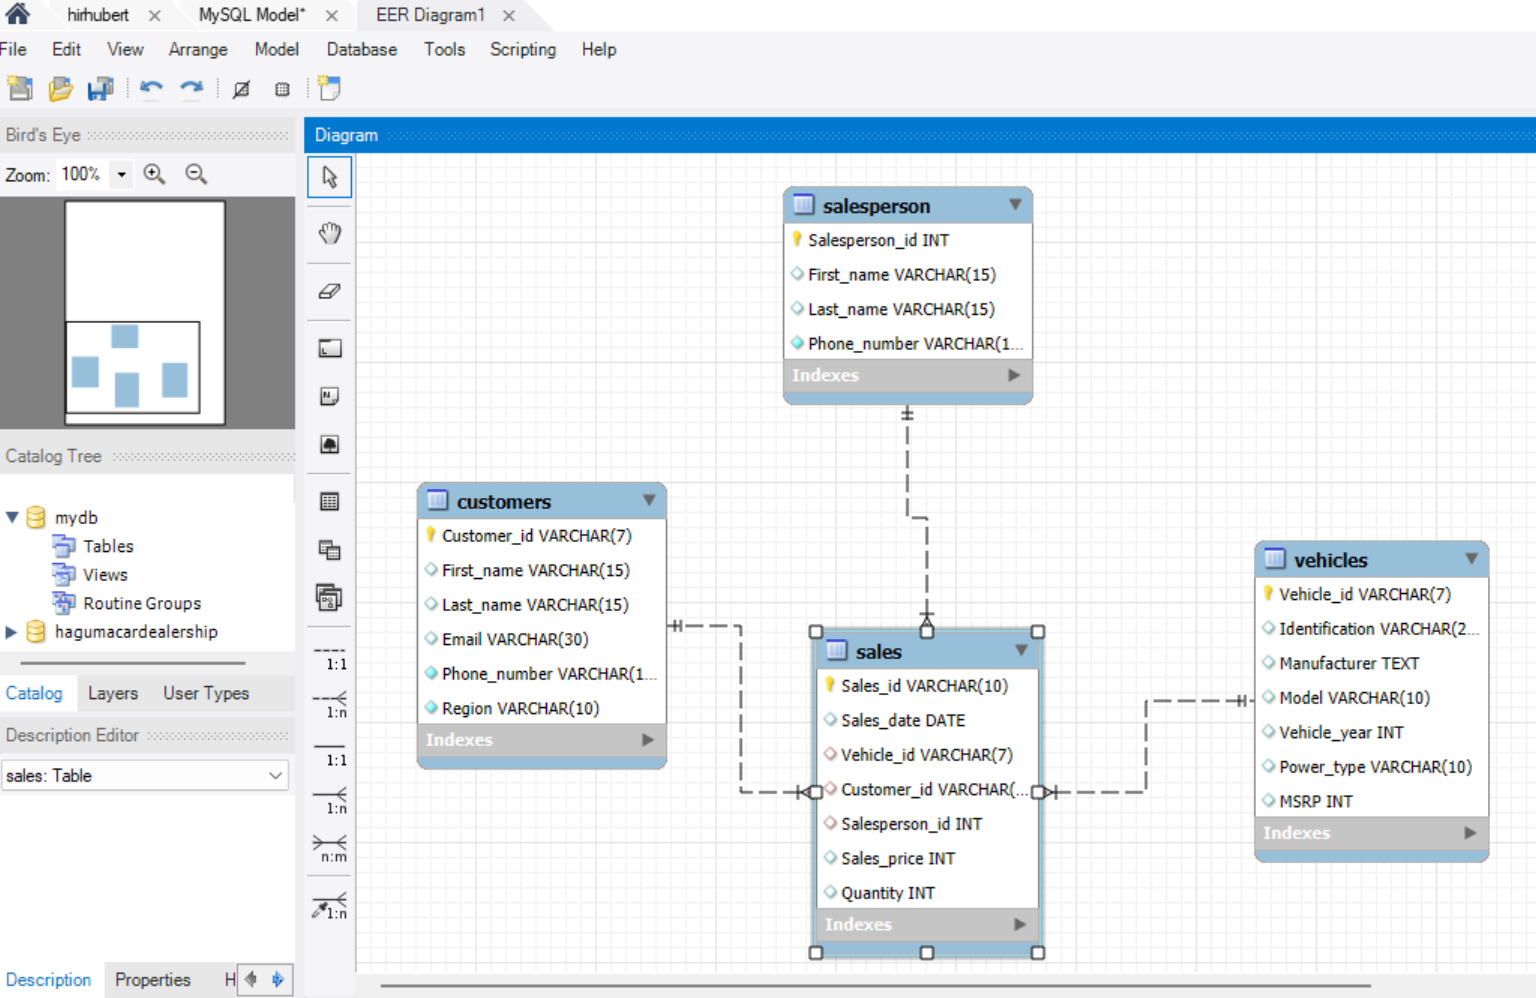 hirhubert
MySQL Model*
EER Diagram1
File Edit View Arrange Model Database Tools Scripting Help
Bird's Eye
Zoom: 100%
Catalog Tree
mydb
Tables
Views
Routine Groups
hagumacardealership
Catalog Layers User Types
Description Editor
sales: Table
Description Properties H
Diagram
N
1:1
1:n
1:1
1:n
n:m
1:n
salesperson
Salesperson_id INT
First_name VARCHAR(15)
Last_name VARCHAR(15)
Phone_number VARCHAR(1...
Indexes
customers
Customer_id VARCHAR(7)
First_name VARCHAR(15)
Last_name VARCHAR(15)
Email VARCHAR(30)
Phone_number VARCHAR(1...
Region VARCHAR(10)
Indexes
sales
Sales_id VARCHAR(10)
Sales_date DATE
Vehicle_id VARCHAR(7)
Customer_id VARCHAR(...
Salesperson_id INT
Sales_price INT
Quantity INT
Indexes
vehicles
Vehicle_id VARCHAR(7)
Identification VARCHAR(2...
Manufacturer TEXT
Model VARCHAR(10)
Vehicle_year INT
Power_type VARCHAR(10)
MSRP INT
Indexes